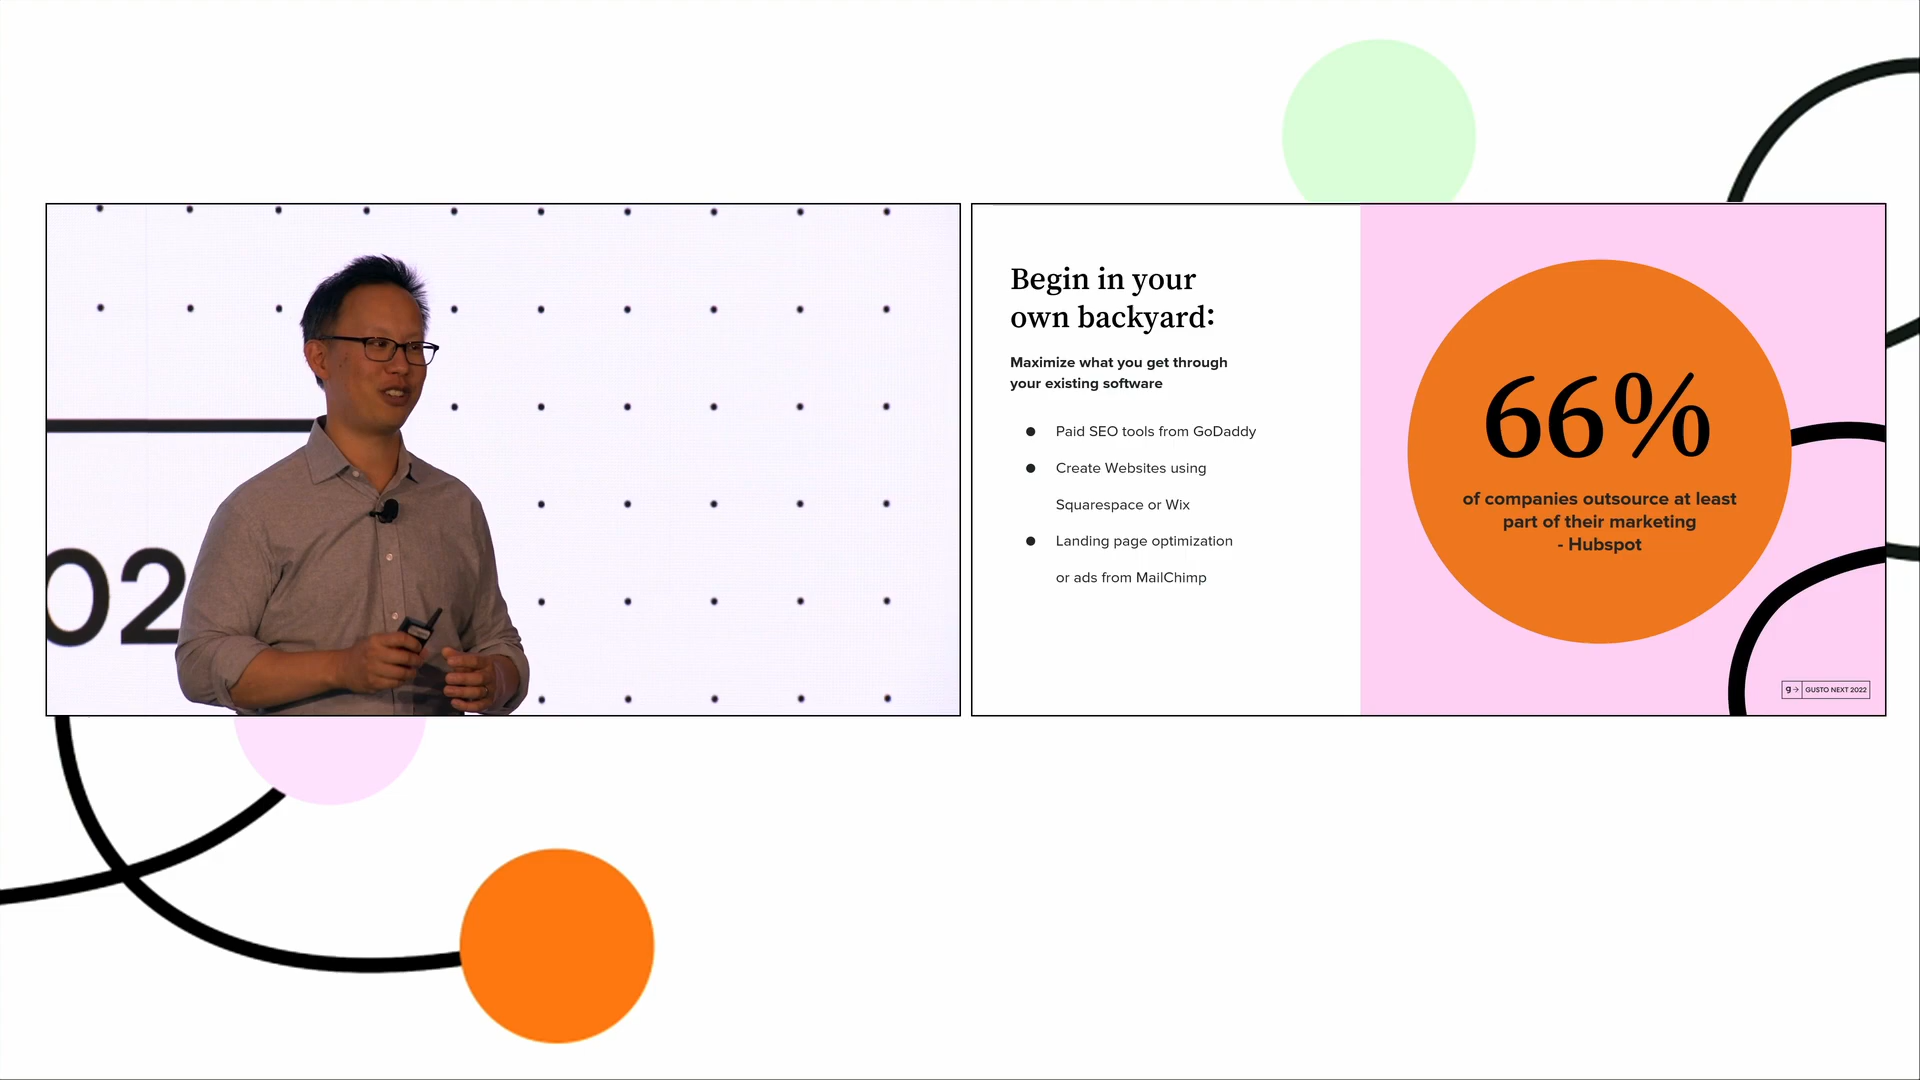 02
Begin in your
own backyard:
Maximize what you get through
your existing software
● Paid SEO tools from GoDaddy
● Create Websites using
Squarespace or Wix
● Landing page optimization
or ads from MailChimp
66%
of companies outsource at least
part of their marketing
- Hubspot
g→ GUSTO NEXT 2022